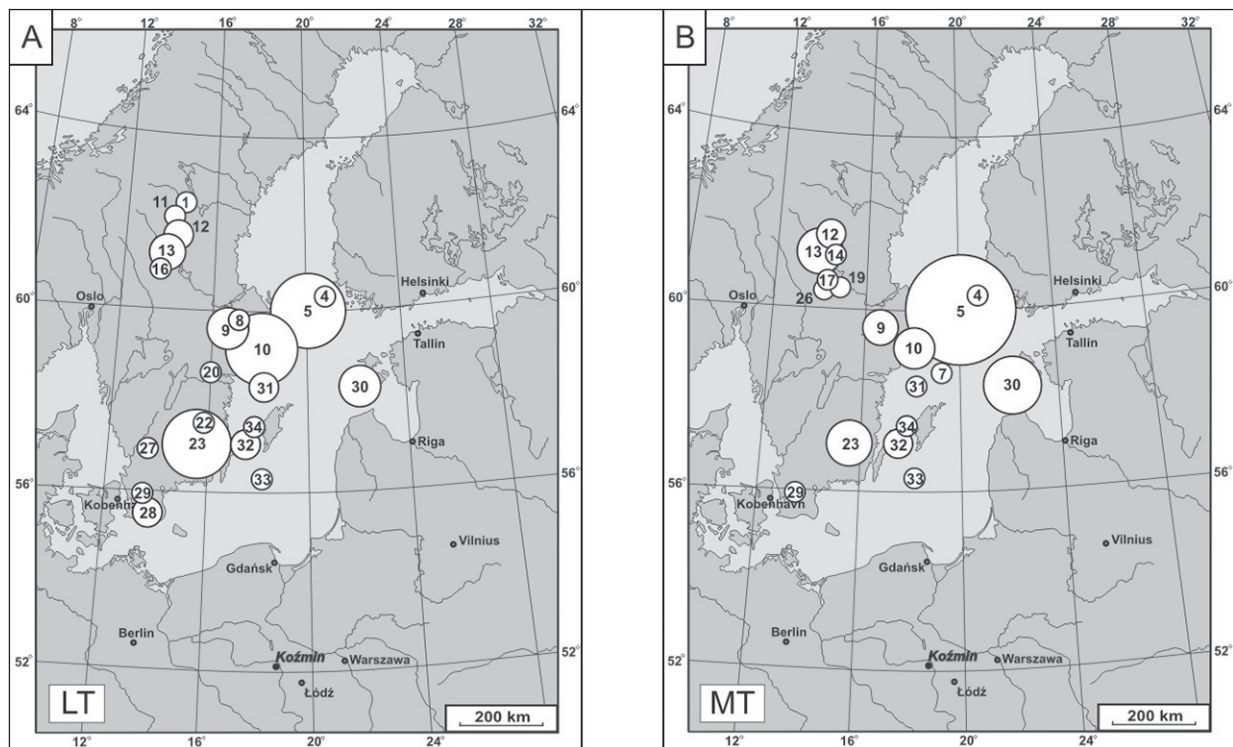 A
8°
12°
16°
20°
24°
28°
32°
64°
64°
1
11
12
13
16
Oslo
60°
Helsinki
60°
4
5
8
9
10
Tallin
20
31
30
22
34
23
32
27
Riga
33
56°
56°
29
Kobenha
28
Vilnius
Gdańsk
Berlin
52°
Koźmin
Warszawa
52°
Łódź
LT
200 km
12°
16°
20°
24°
B
8°
12°
16°
20°
24°
28°
32°
64°
64°
12
13
14
17
19
26
Oslo
60°
Helsinki
60°
4
5
9
10
Tallin
7
31
30
34
23
32
Riga
33
56°
56°
29
Kobenhavn
Vilnius
Gdańsk
Berlin
52°
Koźmin
Warszawa
52°
Łódź
MT
200 km
12°
16°
20°
24°